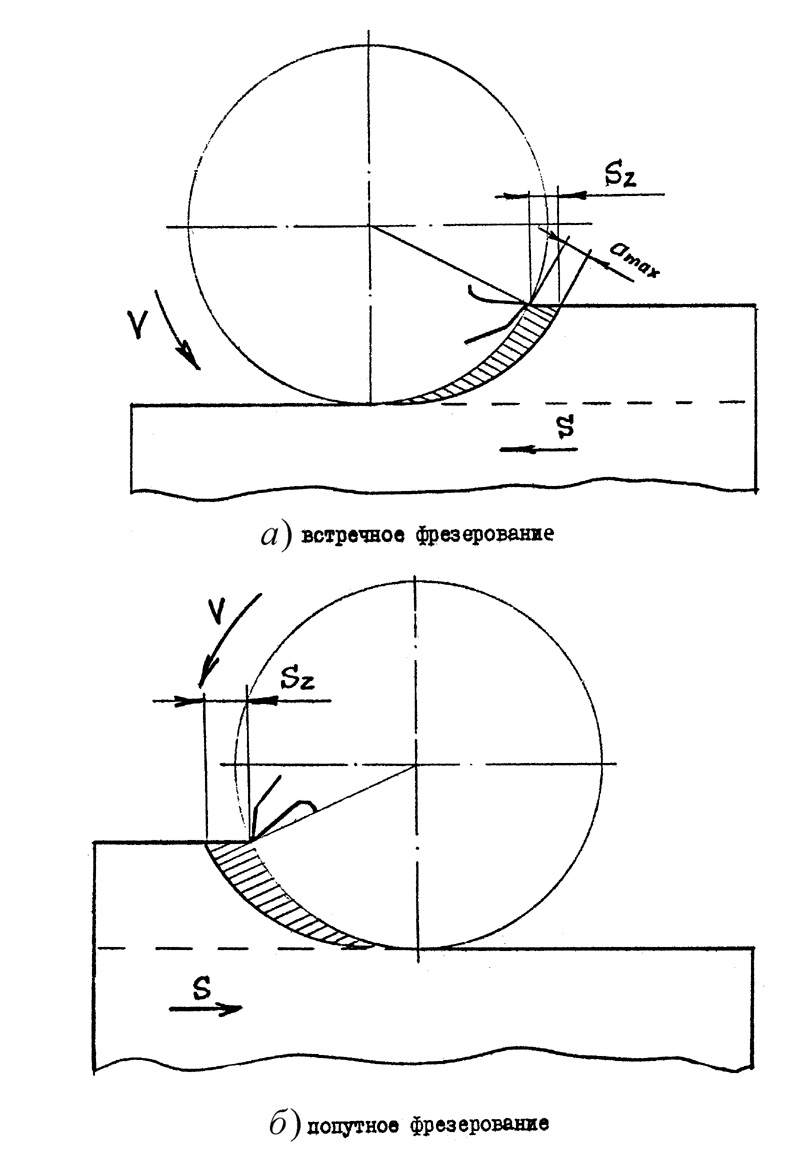 Sz
amax
V
S
а) встречное фрезерование
V
Sz
S
б) попутное фрезерование